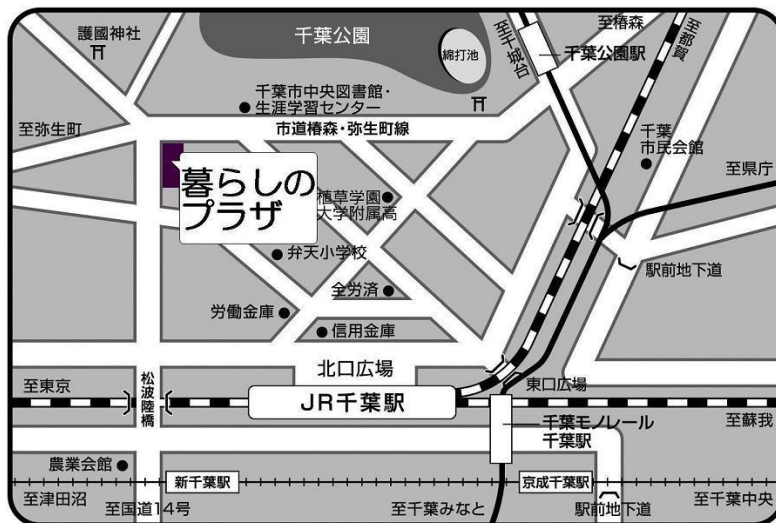 護國神社
千葉公園
綿打池
至千城台
千葉公園駅
至椿森
至都賀
千葉市中央図書館・
生涯学習センター
至弥生町
市道椿森・弥生町線
千葉
市民会館
至県庁
暮らしの
プラザ
植草学園
大学附属高
弁天小学校
駅前地下道
全労済
労働金庫
信用金庫
北口広場
至東京
松波陸橋
JR千葉駅
東口広場
至蘇我
千葉モノレール
千葉駅
農業会館
新千葉駅
京成千葉駅
至津田沼
至国道14号
至千葉みなと
駅前地下道
至千葉中央